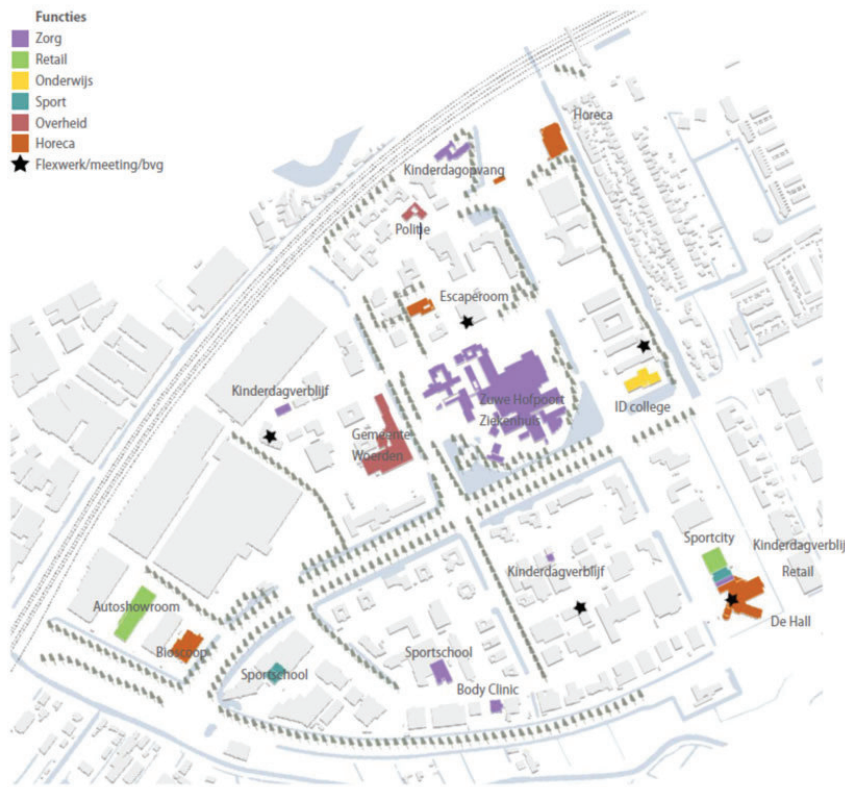 Functies
Zorg
Retail
Onderwijs
Sport
Overheid
Horeca
Flexwerk/meeting/bvg
Horeca
Kinderdagopvang
Politie
Escaperoom
Kinderdagverblijf
Zuwe Hofpoort
Ziekenhuis
ID college
Gemeente
Woerden
Sportcity
Kinderdagverblijf
Retail
Kinderdagverblijf
De Hall
Autoshowroom
Bioscoop
Sportschool
Sportschool
Body Clinic